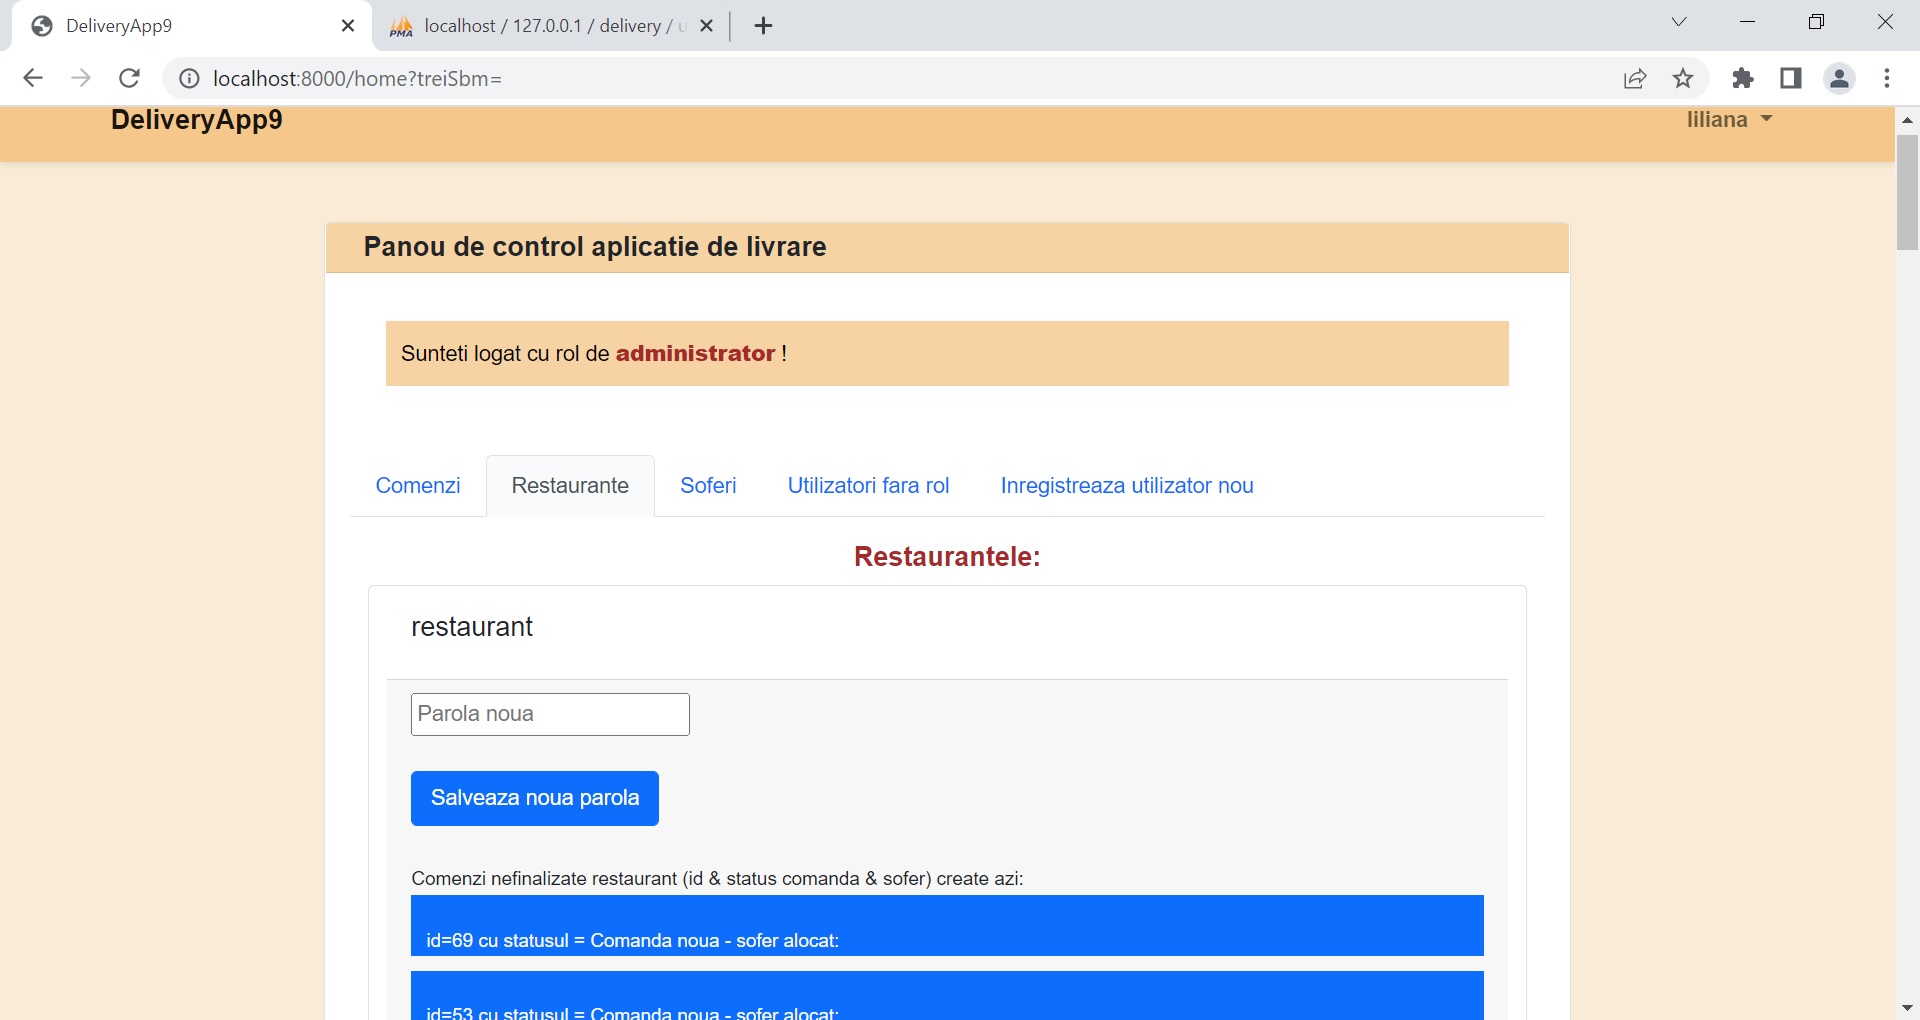 DeliveryApp9
localhost / 127.0.0.1 / delivery /
localhost:8000/home?treiSbm=
DeliveryApp9
liliana
Panou de control aplicatie de livrare
Sunteti logat cu rol de administrator !
Comenzi
Restaurante
Soferi
Utilizatori fara rol
Inregistreaza utilizator nou
Restaurantele:
restaurant
Parola noua
Salveaza noua parola
Comenzi nefinalizate restaurant (id & status comanda & sofer) create azi:
id=69 cu statusul = Comanda noua - sofer alocat:
id=53 cu statusul = Comanda noua - sofer alocat: